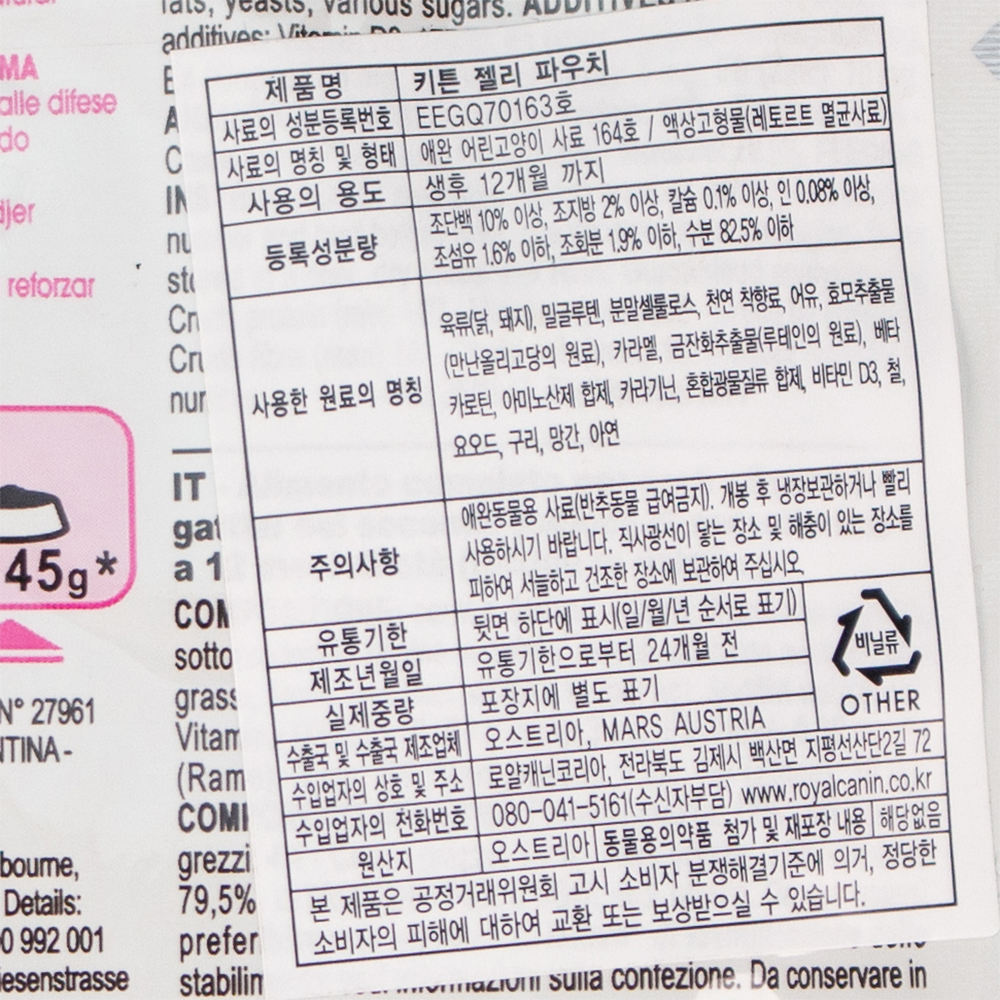 fats, yeasts, various sugars.
additives:
MA
alle difese
do
djer
reforzar
45g*
N° 27961
NTINA -
bourne,
Details:
0 992 001
iesenstrasse
IT
a 1
sotto
Vitam
(Ram
grezzi
79,5%
prefer
stabilim
sulla confezione. Da conservare in
제품명 키튼 젤리 파우치
사료의 성분등록번호 EEGQ70163호
사료의 명칭 및 형태 애완 어린고양이 사료 164호 / 액상고형물(레토르트 멸균사료)
사용의 용도 생후 12개월 까지
등록성분량 조단백 10% 이상, 조지방 2% 이상, 칼슘 0.1% 이상, 인 0.08% 이상,
조섬유 1.6% 이하, 조회분 1.9% 이하, 수분 82.5% 이하
사용한 원료의 명칭 육류(닭, 돼지), 밀글루텐, 분말셀룰로스, 천연 착향료, 어유, 효모추출물
(만난올리고당의 원료), 카라멜, 금잔화추출물(루테인의 원료), 베타
카로틴, 아미노산제 합제, 카라기닌, 혼합광물질류 합제, 비타민 D3, 철,
요오드, 구리, 망간, 아연
주의사항 애완동물용 사료(반추동물 급여금지). 개봉 후 냉장보관하거나 빨리
사용하시기 바랍니다. 직사광선이 닿는 장소 및 해충이 있는 장소를
피하여 서늘하고 건조한 장소에 보관하여 주십시오.
유통기한 뒷면 하단에 표시(일/월/년 순서로 표기)
제조년월일 유통기한으로부터 24개월 전
실제중량 포장지에 별도 표기
비닐류
OTHER
수출국 및 수출국 제조업체 오스트리아, MARS AUSTRIA
수입업자의 상호 및 주소 로얄캐닌코리아, 전라북도 김제시 백산면 지평선산단2길 72
수입업자의 전화번호 080-041-5161(수신자부담) www.royalcanin.co.kr
원산지 오스트리아 동물용의약품 첨가 및 재포장 내용 해당없음
본 제품은 공정거래위원회 고시 소비자 분쟁해결기준에 의거, 정당한
소비자의 피해에 대하여 교환 또는 보상받으실 수 있습니다.